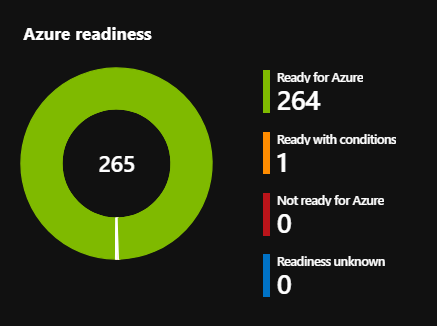 Azure readiness
265
Ready for Azure
264
Ready with conditions
1
Not ready for Azure
0
Readiness unknown
0